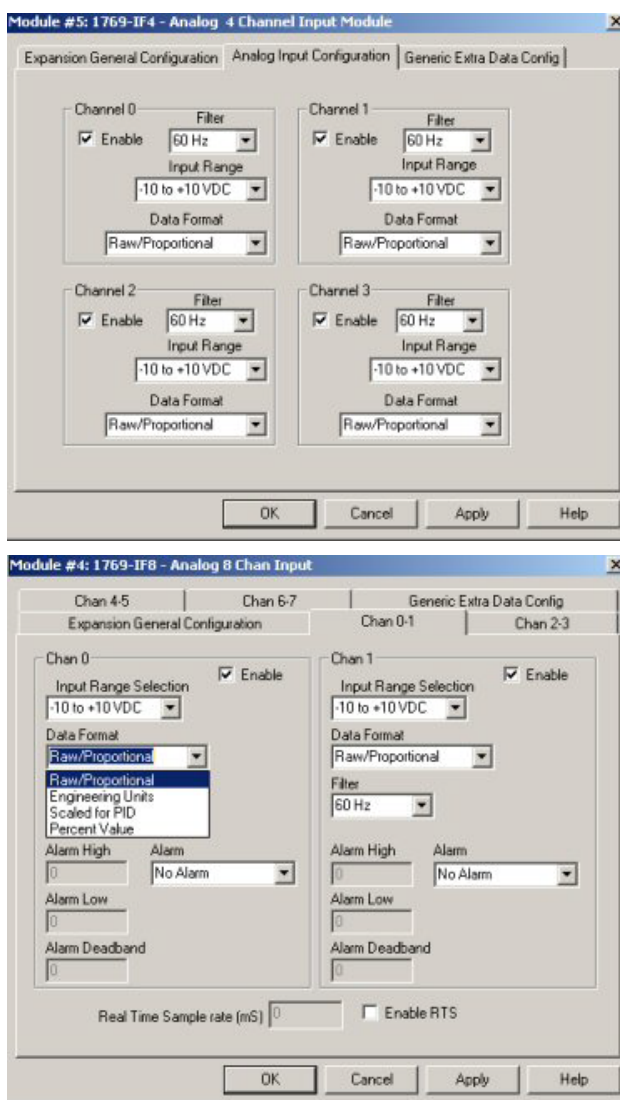 Module #5: 1769-IF4 - Analog 4 Channel Input Module
Expansion General Configuration Analog Input Configuration Generic Extra Data Config
Channel 0 Channel 1
Filter Filter
Enable 60 Hz Enable 60 Hz
Input Range Input Range
-10 to +10 VDC -10 to +10 VDC
Data Format Data Format
Raw/Proportional Raw/Proportional
Channel 2 Channel 3
Filter Filter
Enable 60 Hz Enable 60 Hz
Input Range Input Range
-10 to +10 VDC -10 to +10 VDC
Data Format Data Format
Raw/Proportional Raw/Proportional
OK Cancel Apply Help
Module #4: 1769-IF8 - Analog 8 Chan Input
Chan 4-5 Chan 6-7 Generic Extra Data Config
Expansion General Configuration Chan 0-1 Chan 2-3
Chan 0 Chan 1
Enable Enable
Input Range Selection Input Range Selection
-10 to +10 VDC -10 to +10 VDC
Data Format Data Format
Raw/Proportional Raw/Proportional
Raw/Proportional Filter
Engineering Units 60 Hz
Scaled for PID
Percent Value
Alarm High Alarm Alarm High Alarm
0 No Alarm 0 No Alarm
Alarm Low Alarm Low
0 0
Alarm Deadband Alarm Deadband
0 0
Real Time Sample rate (mS) 0 Enable RTS
OK Cancel Apply Help